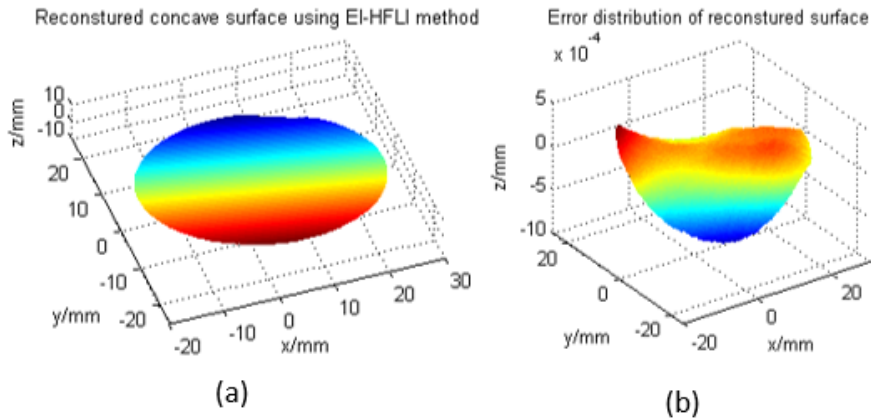 Reconstured concave surface using EI-HFLI method
10
0
-10
z/mm
20
10
0
-10
-20
y/mm
-20
-10
0
10
20
30
x/mm
(a)
Error distribution of reconstured surface
x 10-4
5
0
-5
-10
z/mm
20
0
-20
y/mm
-20
0
20
x/mm
(b)